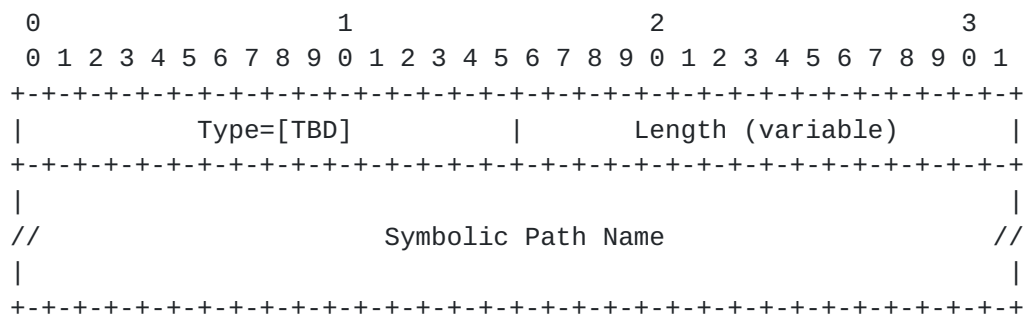 0                   1                   2                   3
 0 1 2 3 4 5 6 7 8 9 0 1 2 3 4 5 6 7 8 9 0 1 2 3 4 5 6 7 8 9 0 1
+-+-+-+-+-+-+-+-+-+-+-+-+-+-+-+-+-+-+-+-+-+-+-+-+-+-+-+-+-+-+-+-+
|           Type=[TBD]          |       Length (variable)       |
+-+-+-+-+-+-+-+-+-+-+-+-+-+-+-+-+-+-+-+-+-+-+-+-+-+-+-+-+-+-+-+-+
|                                                               |
//                      Symbolic Path Name                     //
|                                                               |
+-+-+-+-+-+-+-+-+-+-+-+-+-+-+-+-+-+-+-+-+-+-+-+-+-+-+-+-+-+-+-+-+